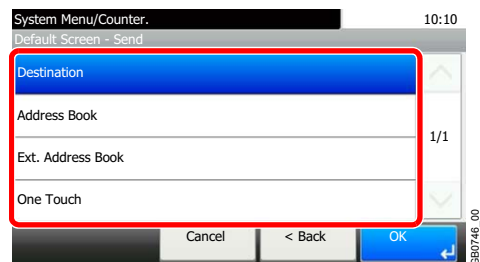 System Menu/Counter.
10:10
Default Screen - Send
Destination
Address Book
1/1
Ext. Address Book
One Touch
Cancel
< Back
OK
GB0746_00